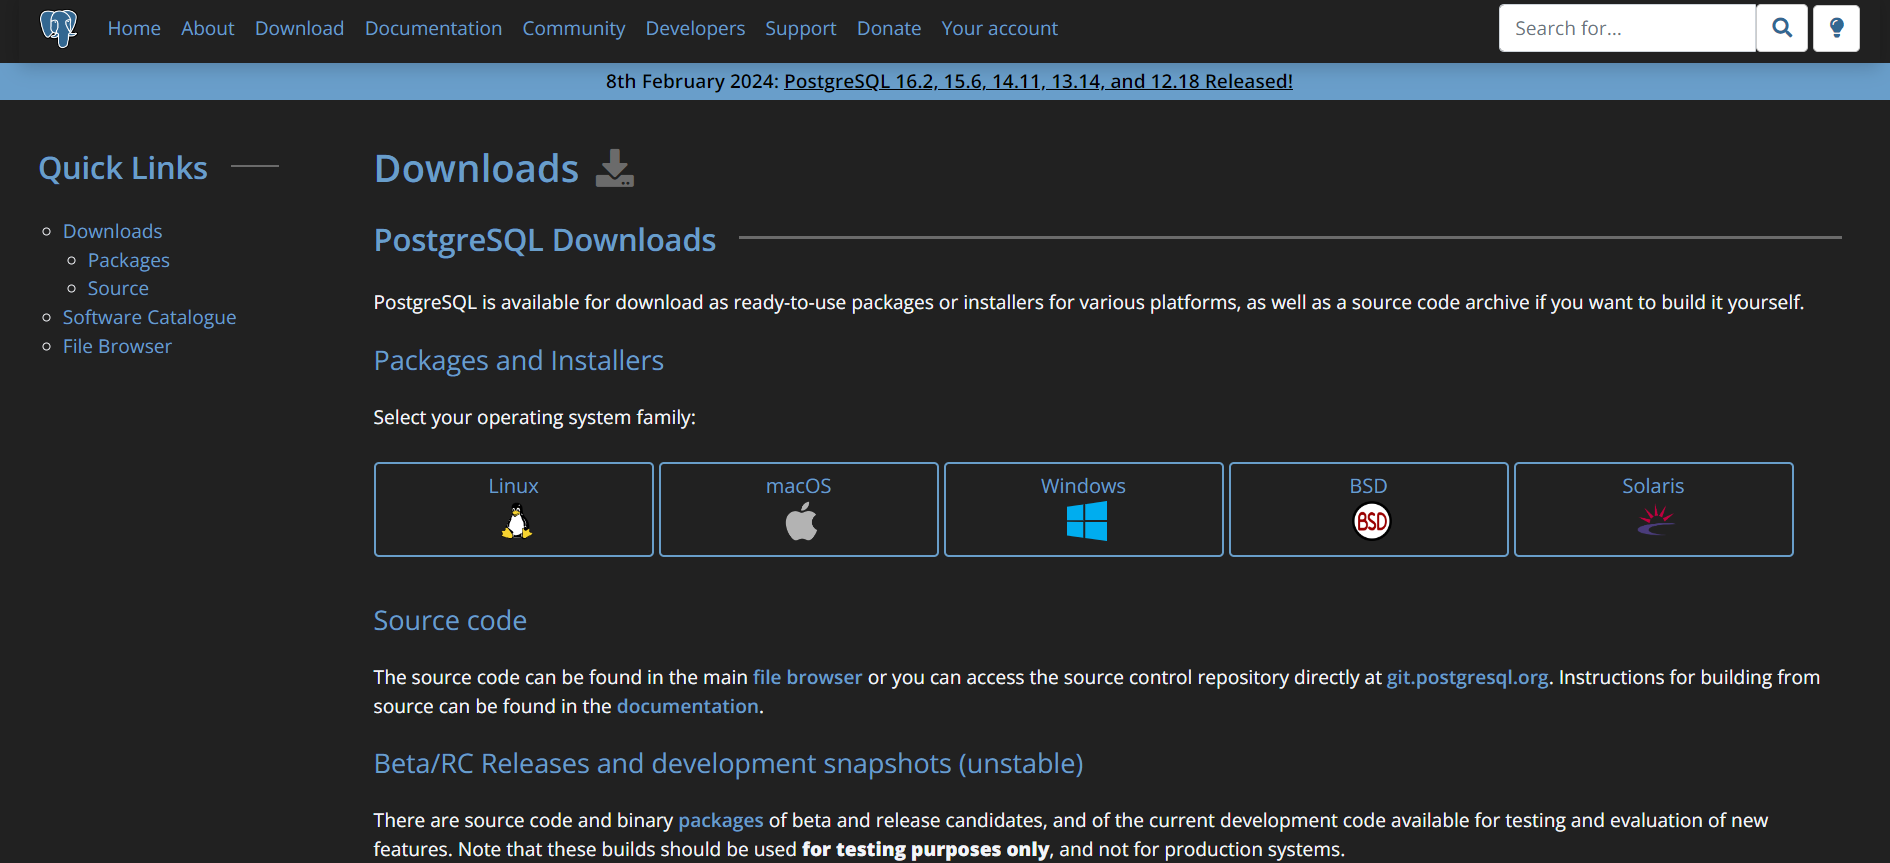 Home About Download Documentation Community Developers Support Donate Your account
Search for...
8th February 2024: PostgreSQL 16.2, 15.6, 14.11, 13.14, and 12.18 Released!
Quick Links
Downloads
Packages
Source
Software Catalogue
File Browser
Downloads
PostgreSQL Downloads
PostgreSQL is available for download as ready-to-use packages or installers for various platforms, as well as a source code archive if you want to build it yourself.
Packages and Installers
Select your operating system family:
Linux
macOS
Windows
BSD
BSD
Solaris
Source code
The source code can be found in the main file browser or you can access the source control repository directly at git.postgresql.org. Instructions for building from
source can be found in the documentation.
Beta/RC Releases and development snapshots (unstable)
There are source code and binary packages of beta and release candidates, and of the current development code available for testing and evaluation of new
features. Note that these builds should be used for testing purposes only, and not for production systems.